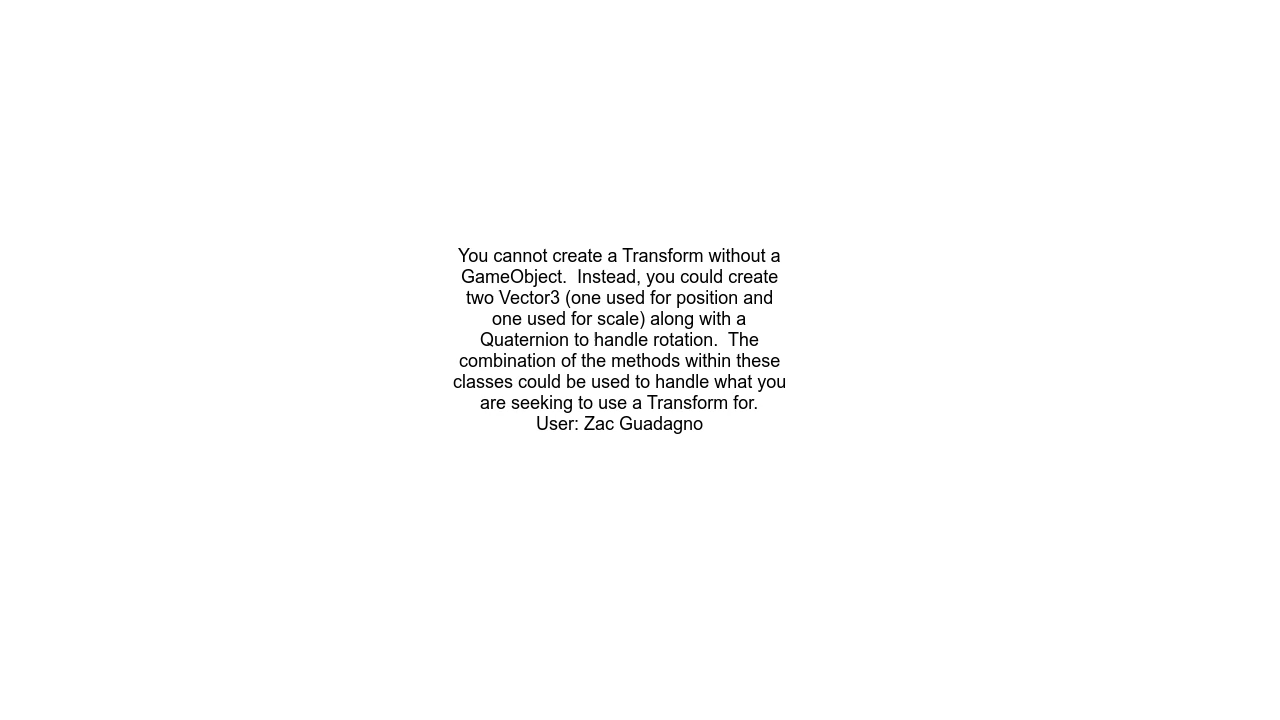 You cannot create a Transform without a
GameObject.  Instead, you could create
two Vector3 (one used for position and
one used for scale) along with a
Quaternion to handle rotation.  The
combination of the methods within these
classes could be used to handle what you
are seeking to use a Transform for.
User: Zac Guadagno